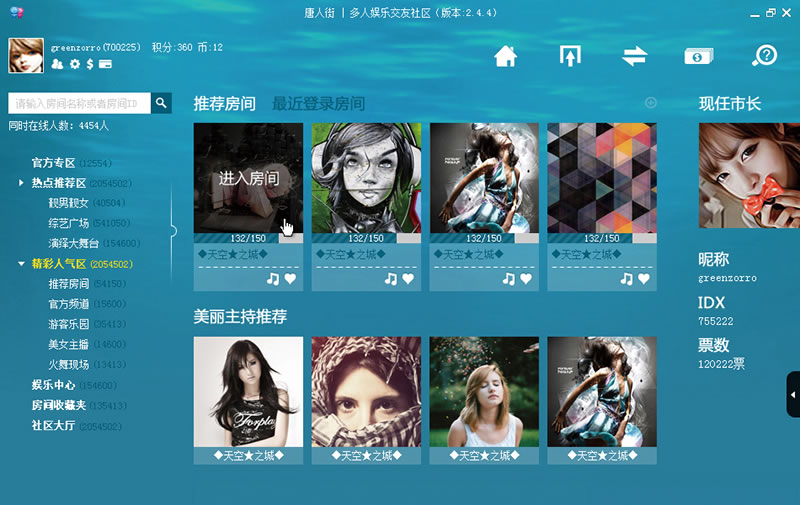 唐人街 | 多人娱乐交友社区 (版本:2.4.4)
greenzorro(700225) 积分:360 币:12
请输入房间名称或者房间ID
同时在线人数: 4454人
官方专区 (12554)
热点推荐区 (2054502)
靓男靓女 (40504)
综艺广场 (541050)
演绎大舞台 (154600)
精彩人气区 (2054502)
推荐房间 (54150)
官方频道 (15600)
游客乐园 (35413)
美女主播 (14600)
火舞现场 (13413)
娱乐中心 (154600)
房间收藏夹 (135413)
社区大厅 (2054502)
推荐房间 最近登录房间
进入房间
132/150 132/150 132/150 132/150
◆天空★之城◆ ◆天空★之城◆ ◆天空★之城◆ ◆天空★之城◆
美丽主持推荐
◆天空★之城◆ ◆天空★之城◆ ◆天空★之城◆ ◆天空★之城◆
现任市长
昵称
greenzorro
IDX
755222
票数
120222票